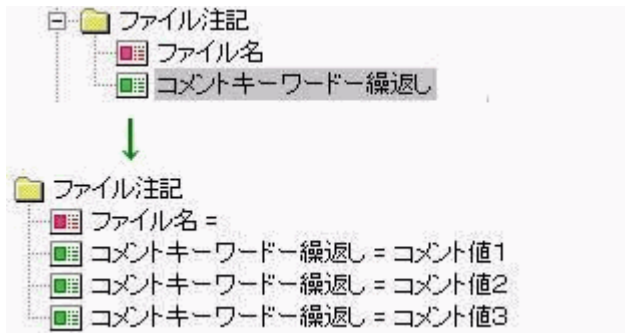 ファイル注記
ファイル名
コメントキーワードー繰返し
ファイル注記
ファイル名 =
コメントキーワードー繰返し = コメント値1
コメントキーワードー繰返し = コメント値2
コメントキーワードー繰返し = コメント値3